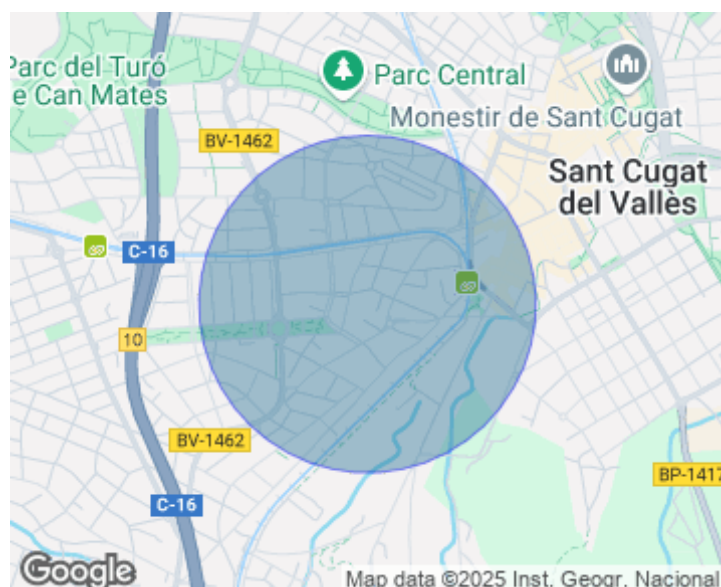 Parc del Turó
e Can Mates
Parc Central
BV-1462
Monestir de Sant Cugat
Sant Cugat
del Vallès
C-16
10
BV-1462
BP-1417
C-16
Google
Map data ©2025 Inst. Geogr. Nacional